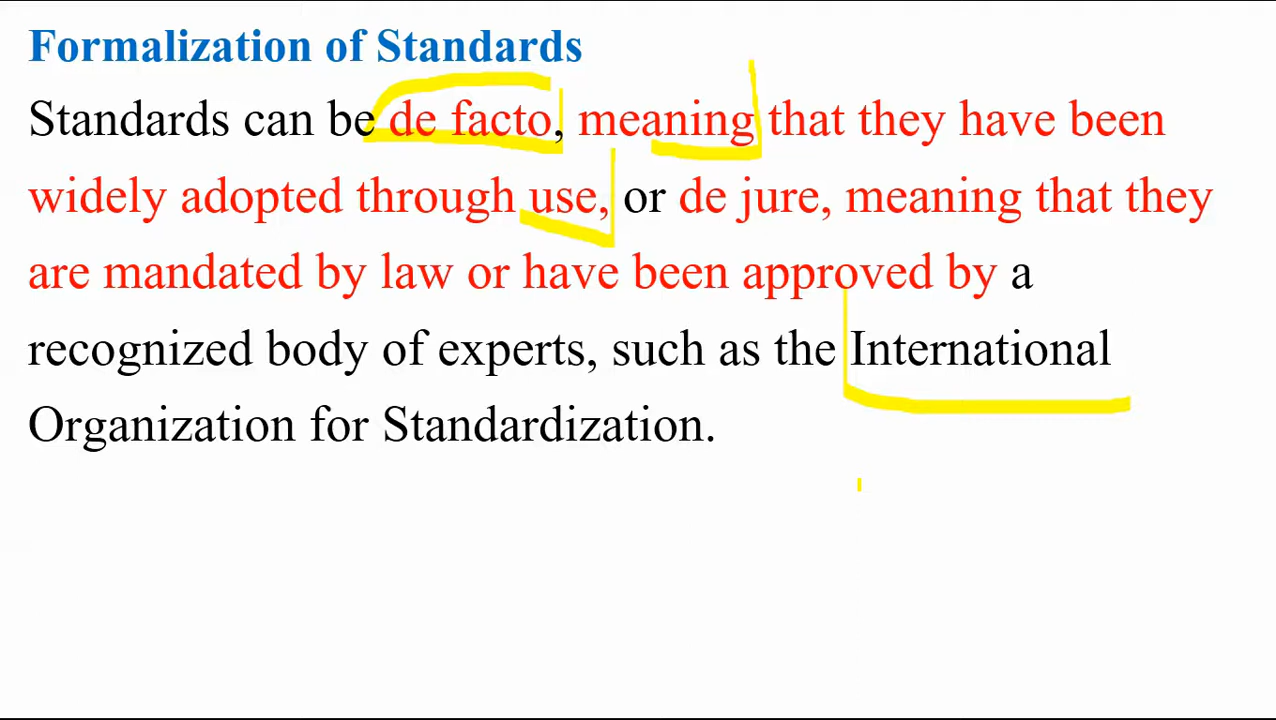 Formalization of Standards
Standards can be de facto, meaning that they have been
widely adopted through use, or de jure, meaning that they
are mandated by law or have been approved by a
recognized body of experts, such as the International
Organization for Standardization.